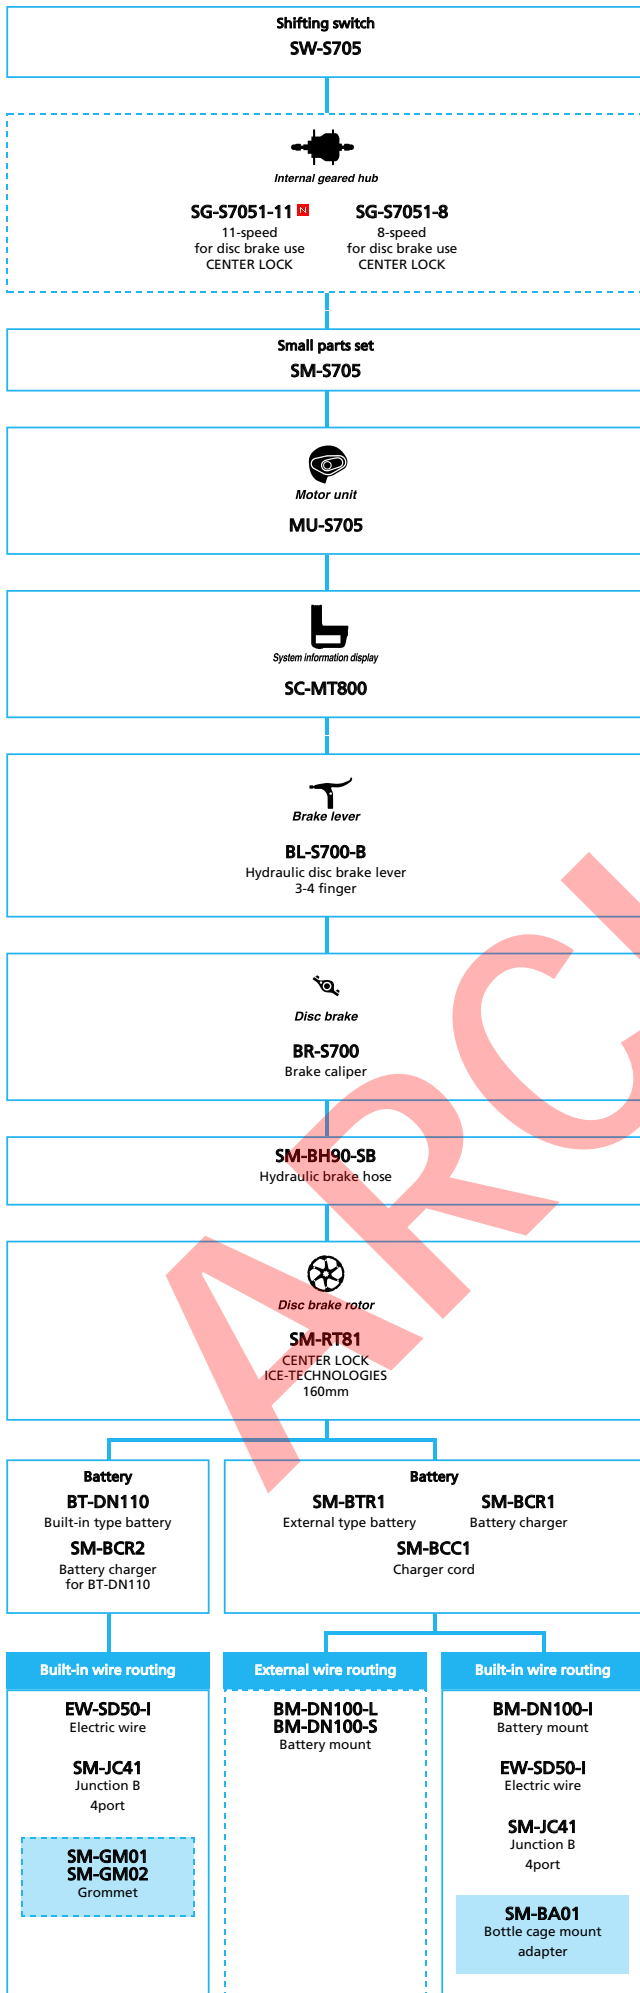 Shifting switch
SW-S705
Internal geared hub
SG-S7051-11 N
11-speed
for disc brake use
CENTER LOCK
SG-S7051-8
8-speed
for disc brake use
CENTER LOCK
Small parts set
SM-S705
Motor unit
MU-S705
System information display
SC-MT800
Brake lever
BL-S700-B
Hydraulic disc brake lever
3-4 finger
Disc brake
BR-S700
Brake caliper
SM-BH90-SB
Hydraulic brake hose
Disc brake rotor
SM-RT81
CENTER LOCK
ICE-TECHNOLOGIES
160mm
Battery
BT-DN110
Built-in type battery
SM-BCR2
Battery charger
for BT-DN110
Battery
SM-BTR1
External type battery
SM-BCR1
Battery charger
SM-BCC1
Charger cord
Built-in wire routing
EW-SD50-I
Electric wire
SM-JC41
Junction B
4port
SM-GM01
SM-GM02
Grommet
External wire routing
BM-DN100-L
BM-DN100-S
Battery mount
Built-in wire routing
BM-DN100-I
Battery mount
EW-SD50-I
Electric wire
SM-JC41
Junction B
4port
SM-BA01
Bottle cage mount
adapter